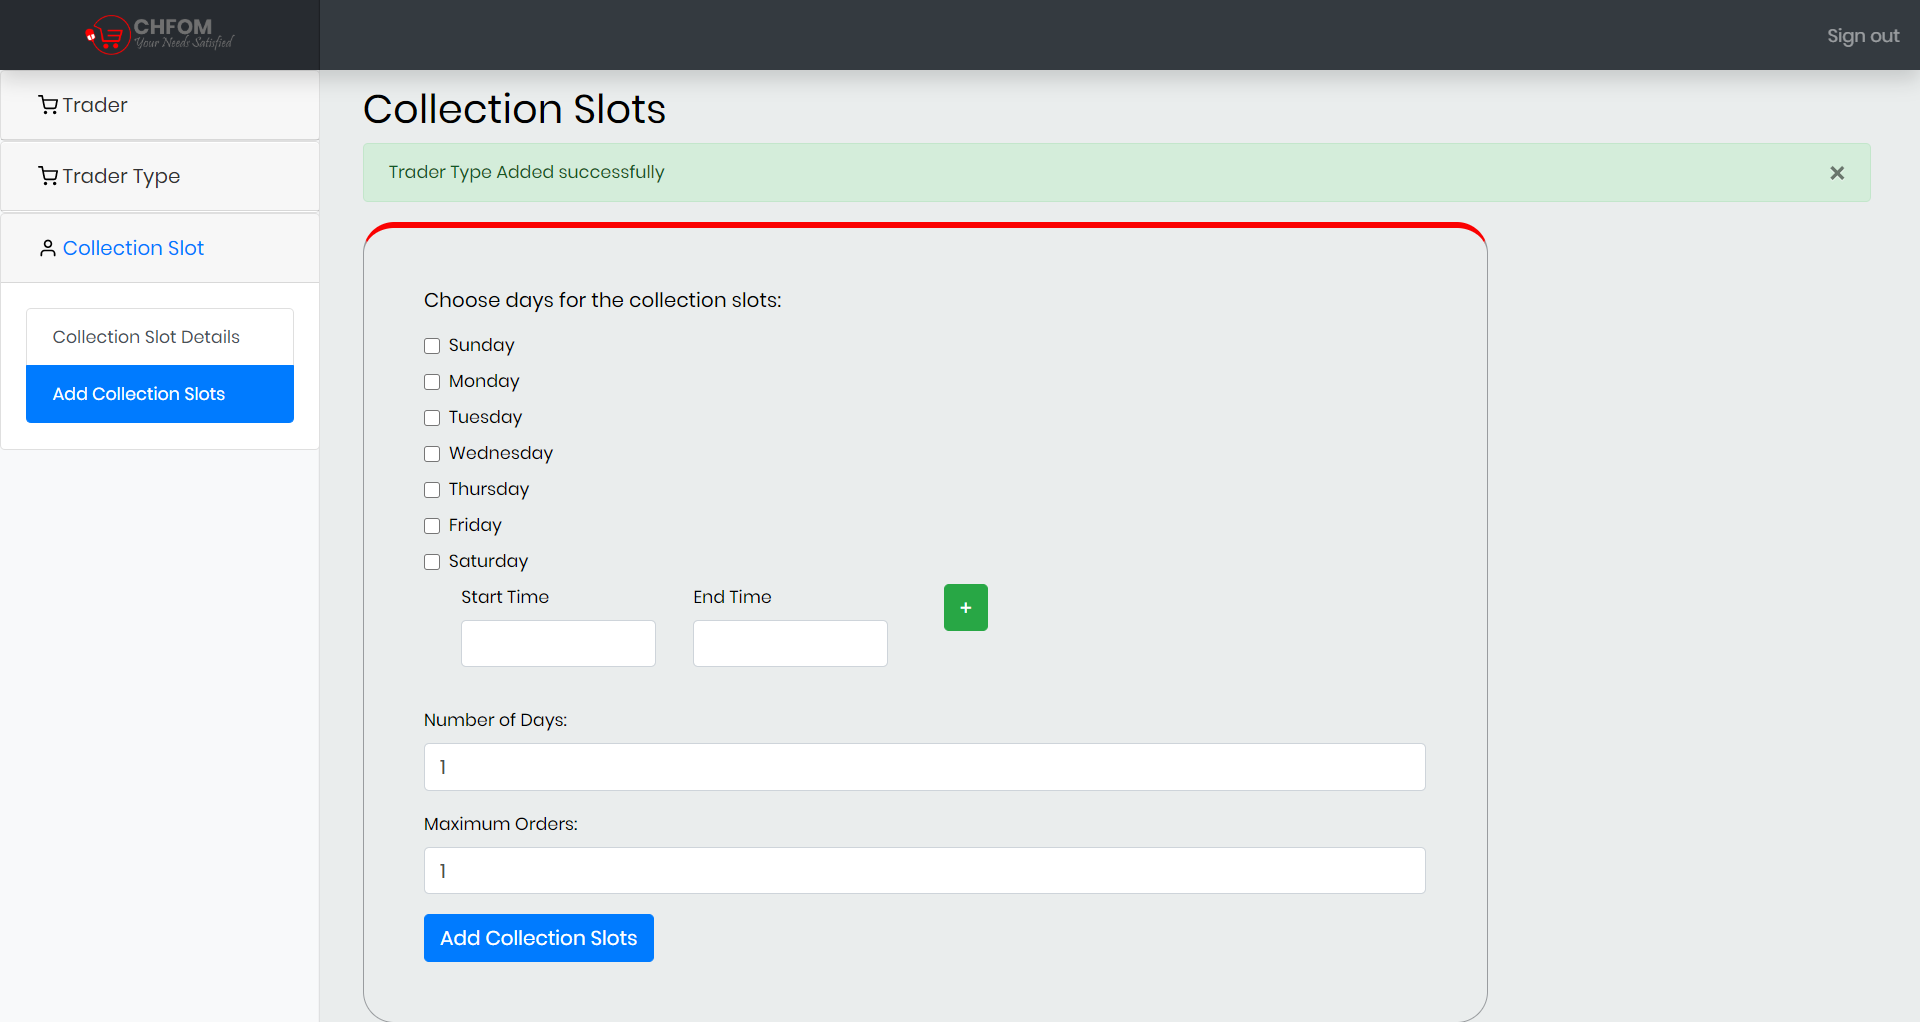 CHFOM
Your Needs Satisfied
Sign out
Trader
Trader Type
Collection Slot
Collection Slot Details
Add Collection Slots
Collection Slots
Trader Type Added successfully
×
Choose days for the collection slots:
Sunday
Monday
Tuesday
Wednesday
Thursday
Friday
Saturday
Start Time
End Time
+
Number of Days:
1
Maximum Orders:
1
Add Collection Slots